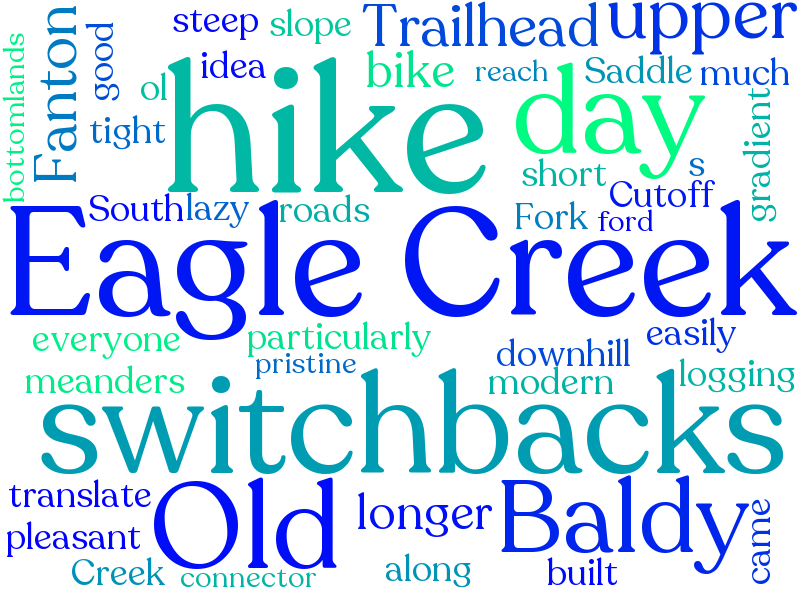 steep
slope
Trailhead
upper
bottomlands
Fanton
good
idea
bike
reach
Saddle
much
ol
hike
day
gradient
tight
short
s
Cutoff
South
lazy
roads
Fork
ford
Eagle Creek
everyone
particularly
easily
pristine
downhill
meanders
modern
logging
switchbacks
translate
Old
longer
Baldy
came
pleasant
Creek
connector
along
built